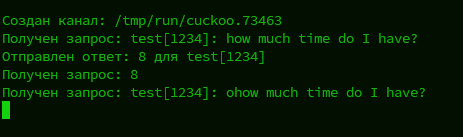 Создан канал: /tmp/run/cuckoo.73463
Получен запрос: test[1234]: how much time do I have?
Отправлен ответ: 8 для test[1234]
Получен запрос: 8
Получен запрос: test[1234]: ohow much time do I have?